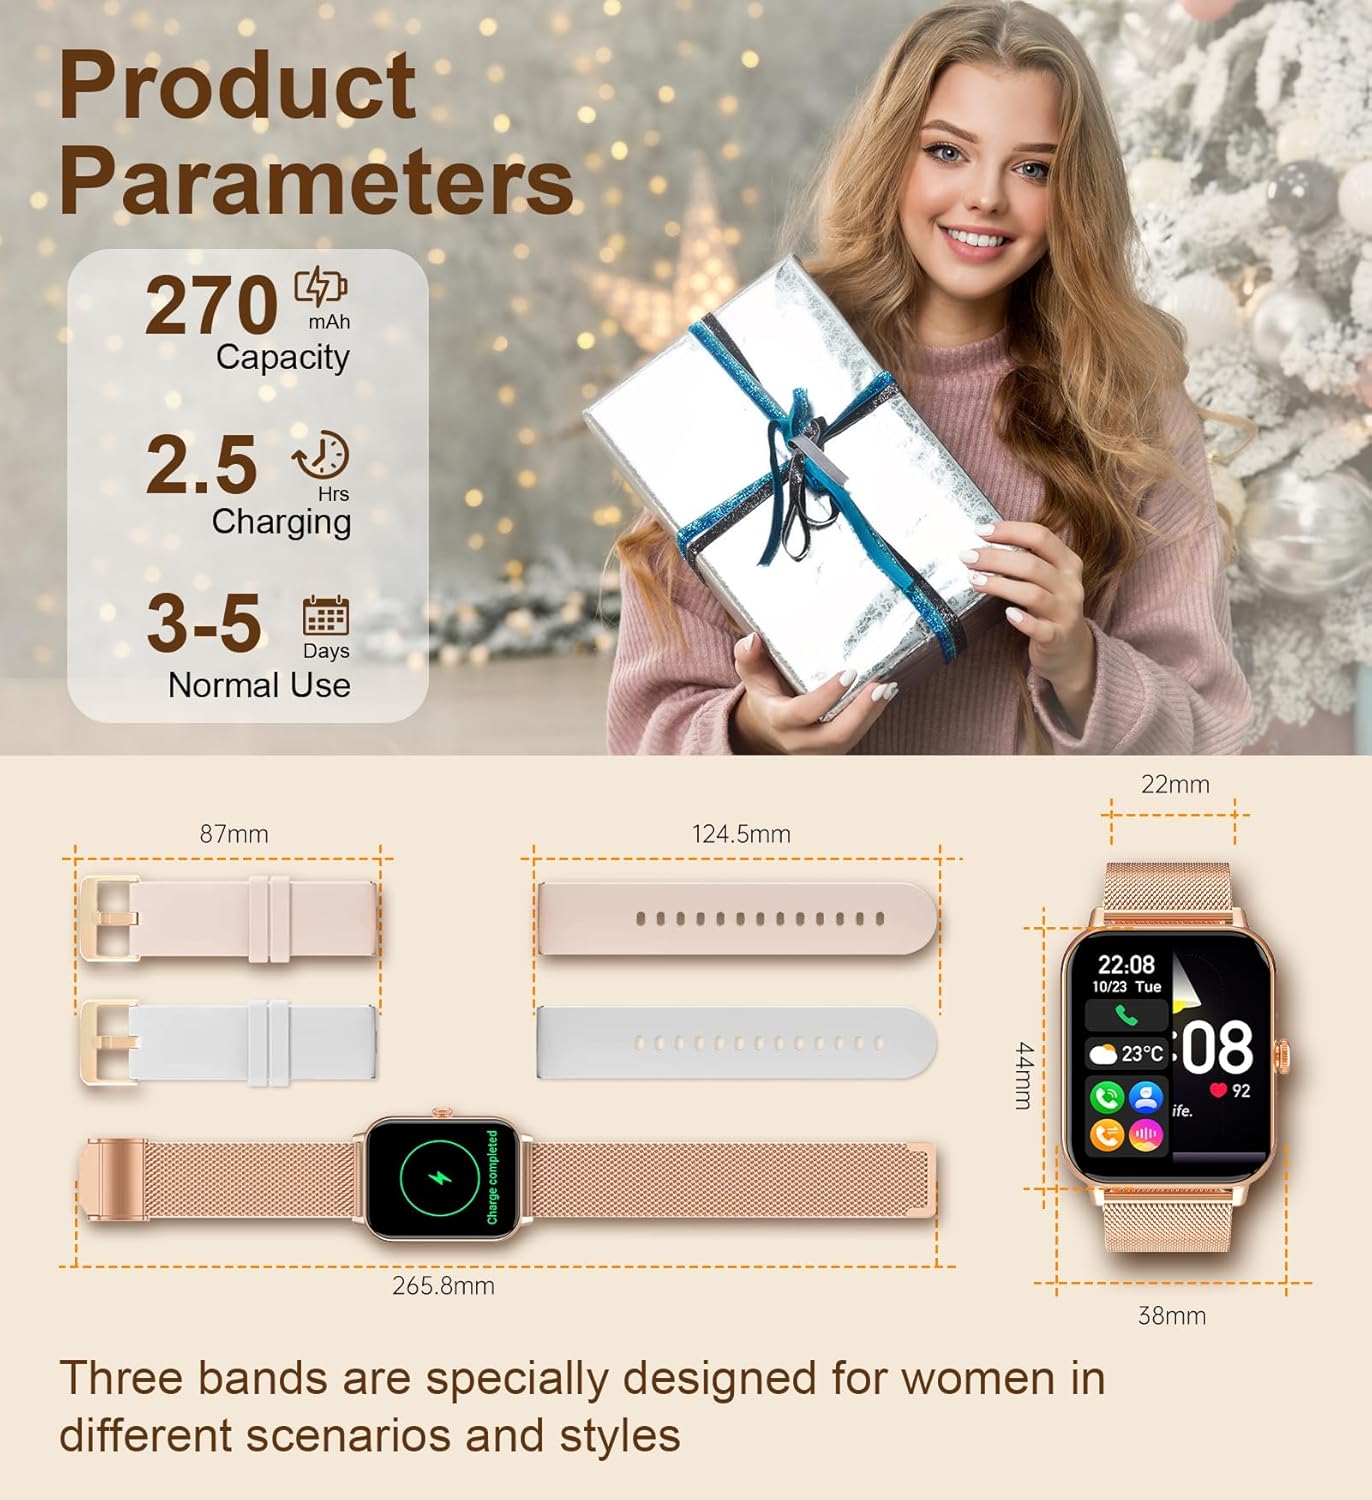 Product
Parameters
270 mAh
Capacity
2.5 Hrs
Charging
3-5 Days
Normal Use
87mm
124.5mm
22mm
22:08
10/23 Tue
23°C
:08
92
ife.
44mm
Charge completed
265.8mm
38mm
Three bands are specially designed for women in
different scenarios and styles